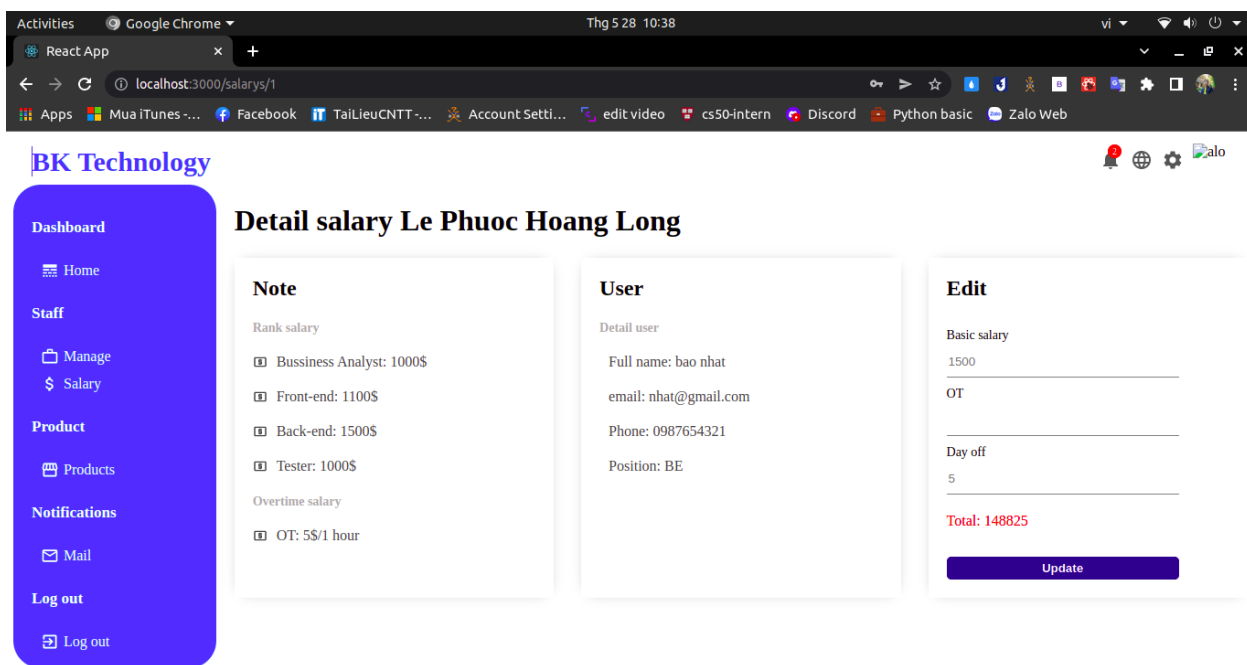 Activities Google Chrome Thg 5 28 10:38 vi
React App
localhost:3000/salarys/1
Apps Mua iTunes -... Facebook TaiLieuCNTT -... Account Setti... edit video cs50-intern Discord Python basic Zalo Web
BK Technology
2
alo
Dashboard
Home
Staff
Manage
Salary
Product
Products
Notifications
Mail
Log out
Log out
Detail salary Le Phuoc Hoang Long
Note
Rank salary
Bussiness Analyst: 1000$
Front-end: 1100$
Back-end: 1500$
Tester: 1000$
Overtime salary
OT: 5$/1 hour
User
Detail user
Full name: bao nhat
email: nhat@gmail.com
Phone: 0987654321
Position: BE
Edit
Basic salary
1500
OT
Day off
5
Total: 148825
Update